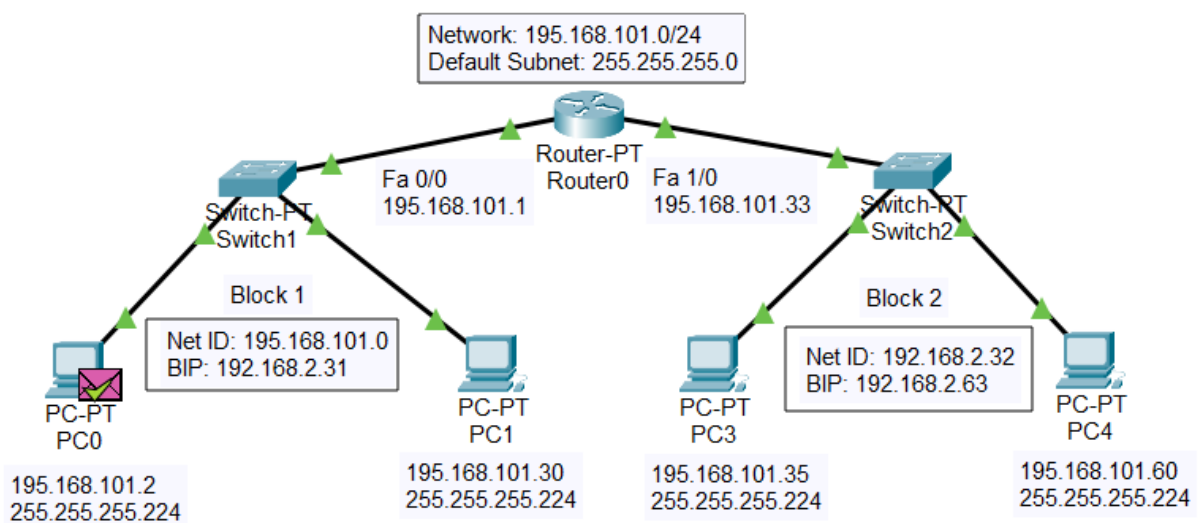 Network: 195.168.101.0/24
Default Subnet: 255.255.255.0
Router-PT
Router0
Fa 0/0
195.168.101.1
Fa 1/0
195.168.101.33
Switch-PT
Switch1
Switch-PT
Switch2
Block 1
Net ID: 195.168.101.0
BIP: 192.168.2.31
Block 2
Net ID: 192.168.2.32
BIP: 192.168.2.63
PC-PT
PC0
195.168.101.2
255.255.255.224
PC-PT
PC1
195.168.101.30
255.255.255.224
PC-PT
PC3
195.168.101.35
255.255.255.224
PC-PT
PC4
195.168.101.60
255.255.255.224